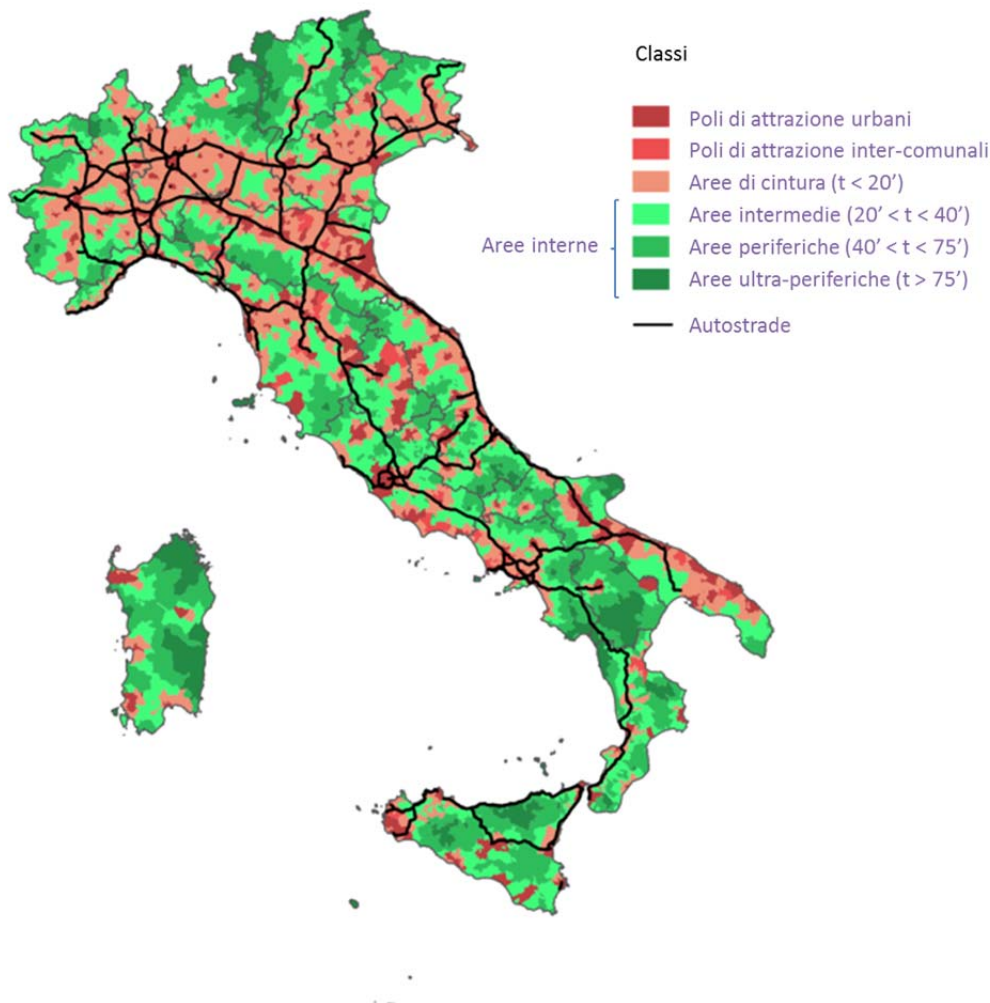 Classi
Poli di attrazione urbani
Poli di attrazione inter-comunali
Aree di cintura (t < 20’)
Aree interne
Aree intermedie (20’ < t < 40’)
Aree periferiche (40’ < t < 75’)
Aree ultra-periferiche (t > 75’)
Autostrade